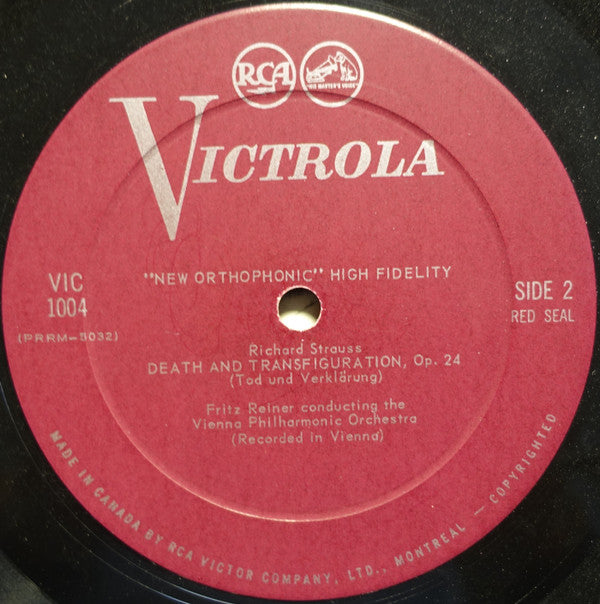 RCA
"HIS MASTER'S VOICE"
VICTROLA
"NEW ORTHOPHONIC" HIGH FIDELITY
VIC
1004
(PRRM-5032)
SIDE 2
RED SEAL
Richard Strauss
DEATH AND TRANSFIGURATION, Op. 24
(Tod und Verklärung)
Fritz Reiner conducting the
Vienna Philharmonic Orchestra
(Recorded in Vienna)
MADE IN CANADA BY RCA VICTOR COMPANY, LTD., MONTREAL — COPYRIGHTED